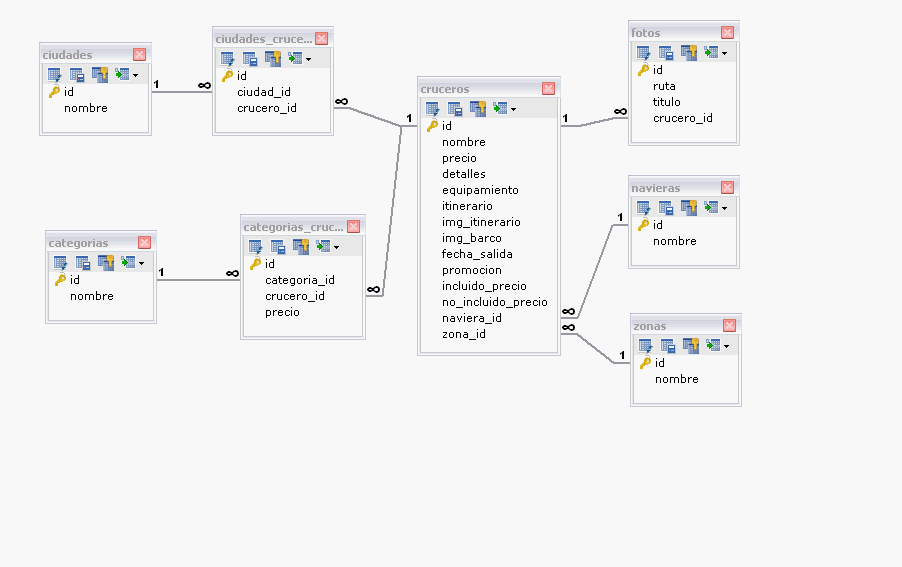 ciudades
id
nombre
1
∞
ciudades_cruce...
id
ciudad_id
crucero_id
∞
1
cruceros
id
nombre
precio
detalles
equipamiento
itinerario
img_itinerario
img_barco
fecha_salida
promocion
incluido_precio
no_incluido_precio
naviera_id
zona_id
1
∞
fotos
id
ruta
titulo
crucero_id
categorias
id
nombre
1
∞
categorias_cruc...
id
categoria_id
crucero_id
precio
∞
∞
1
navieras
id
nombre
∞
1
zonas
id
nombre